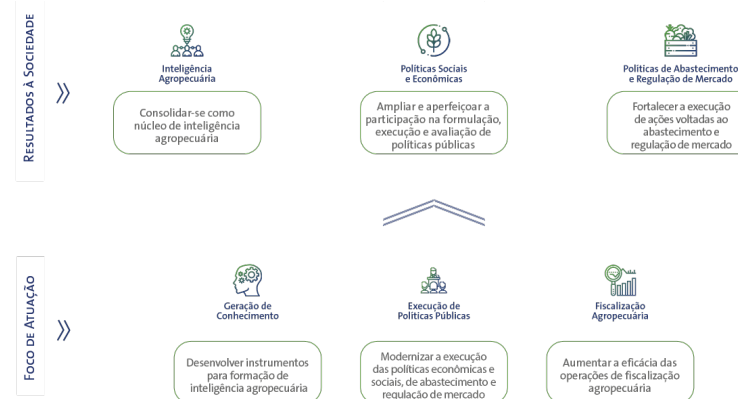 RESULTADOS À SOCIEDADE
Inteligência
Agropecuária
Consolidar-se como
núcleo de inteligência
agropecuária
Políticas Sociais
e Econômicas
Ampliar e aperfeiçoar a
participação na formulação,
execução e avaliação de
políticas públicas
Políticas de Abastecimento
e Regulação de Mercado
Fortalecer a execução
de ações voltadas ao
abastecimento e
regulação de mercado
FOCO DE ATUAÇÃO
Geração de
Conhecimento
Desenvolver instrumentos
para formação de
inteligência agropecuária
Execução de
Políticas Públicas
Modernizar a execução
das políticas econômicas e
sociais, de abastecimento e
regulação de mercado
Fiscalização
Agropecuária
Aumentar a eficácia das
operações de fiscalização
agropecuária